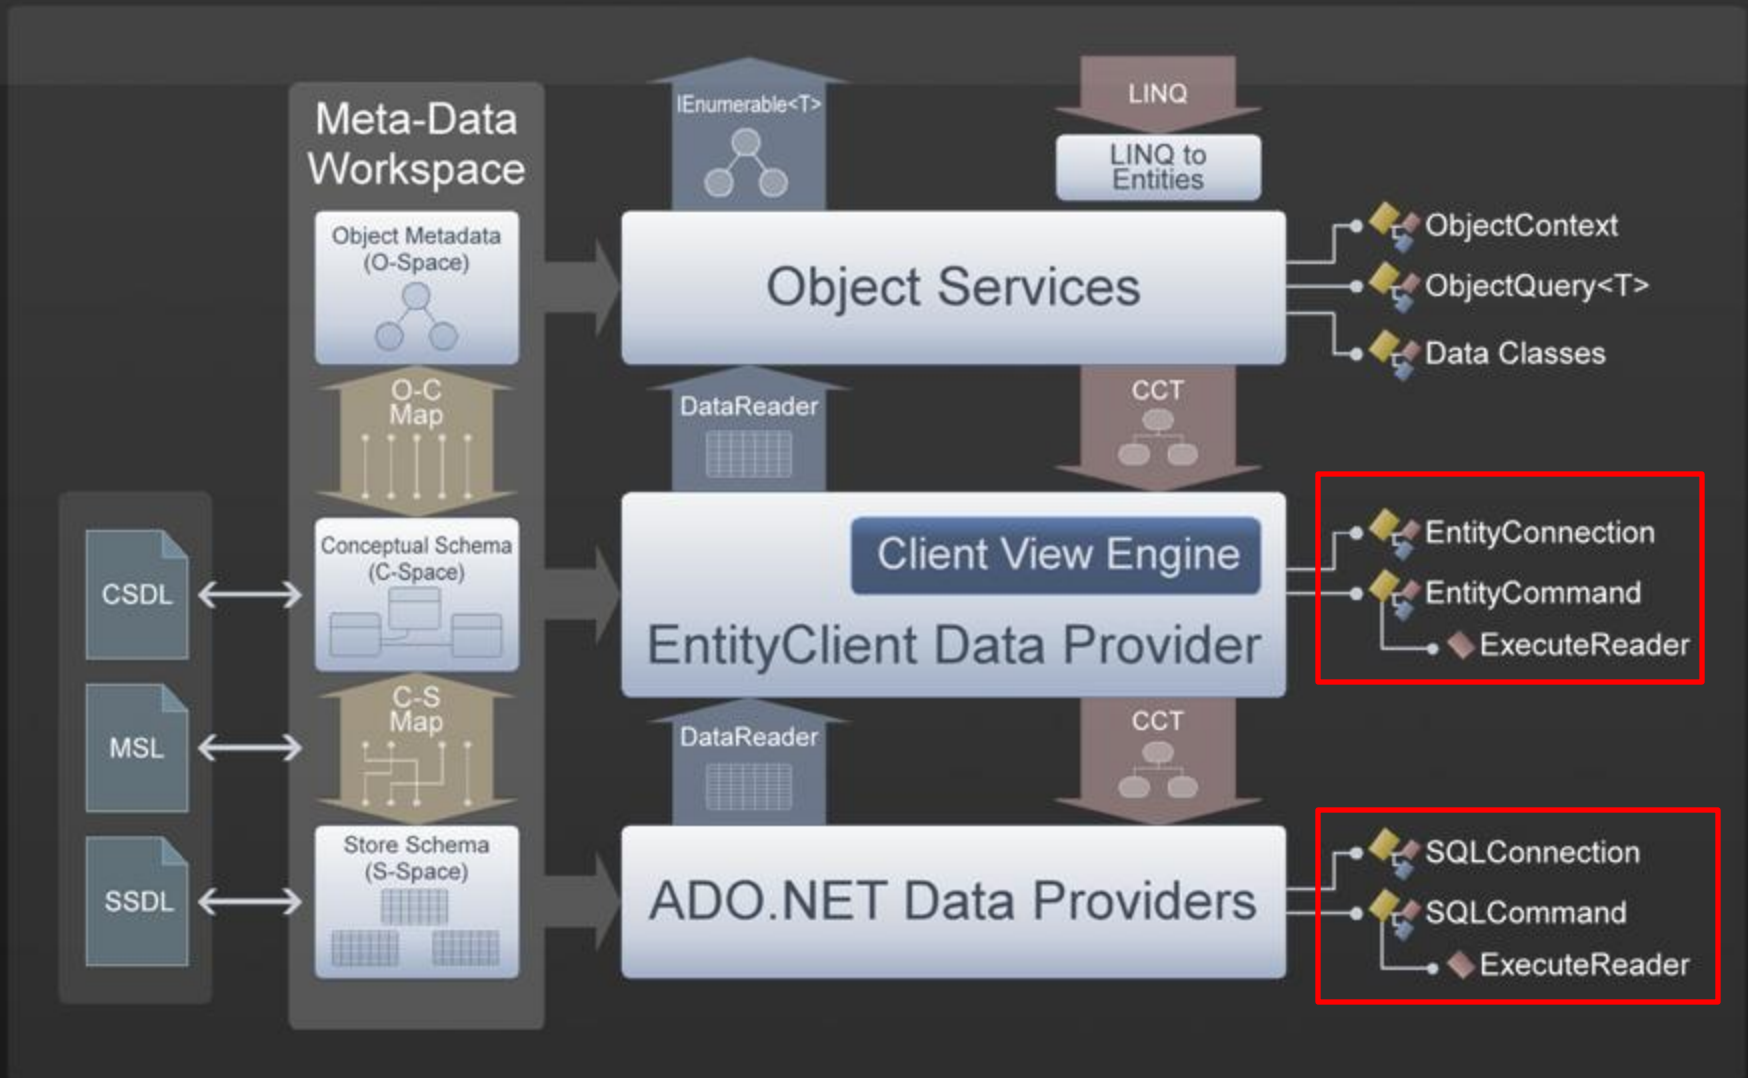 Meta-Data
Workspace
Object Metadata
(O-Space)
O-C
Map
Conceptual Schema
(C-Space)
C-S
Map
Store Schema
(S-Space)
CSDL
MSL
SSDL
IEnumerable<T>
LINQ
LINQ to
Entities
Object Services
ObjectContext
ObjectQuery<T>
Data Classes
DataReader
CCT
Client View Engine
EntityClient Data Provider
EntityConnection
EntityCommand
ExecuteReader
DataReader
CCT
ADO.NET Data Providers
SQLConnection
SQLCommand
ExecuteReader